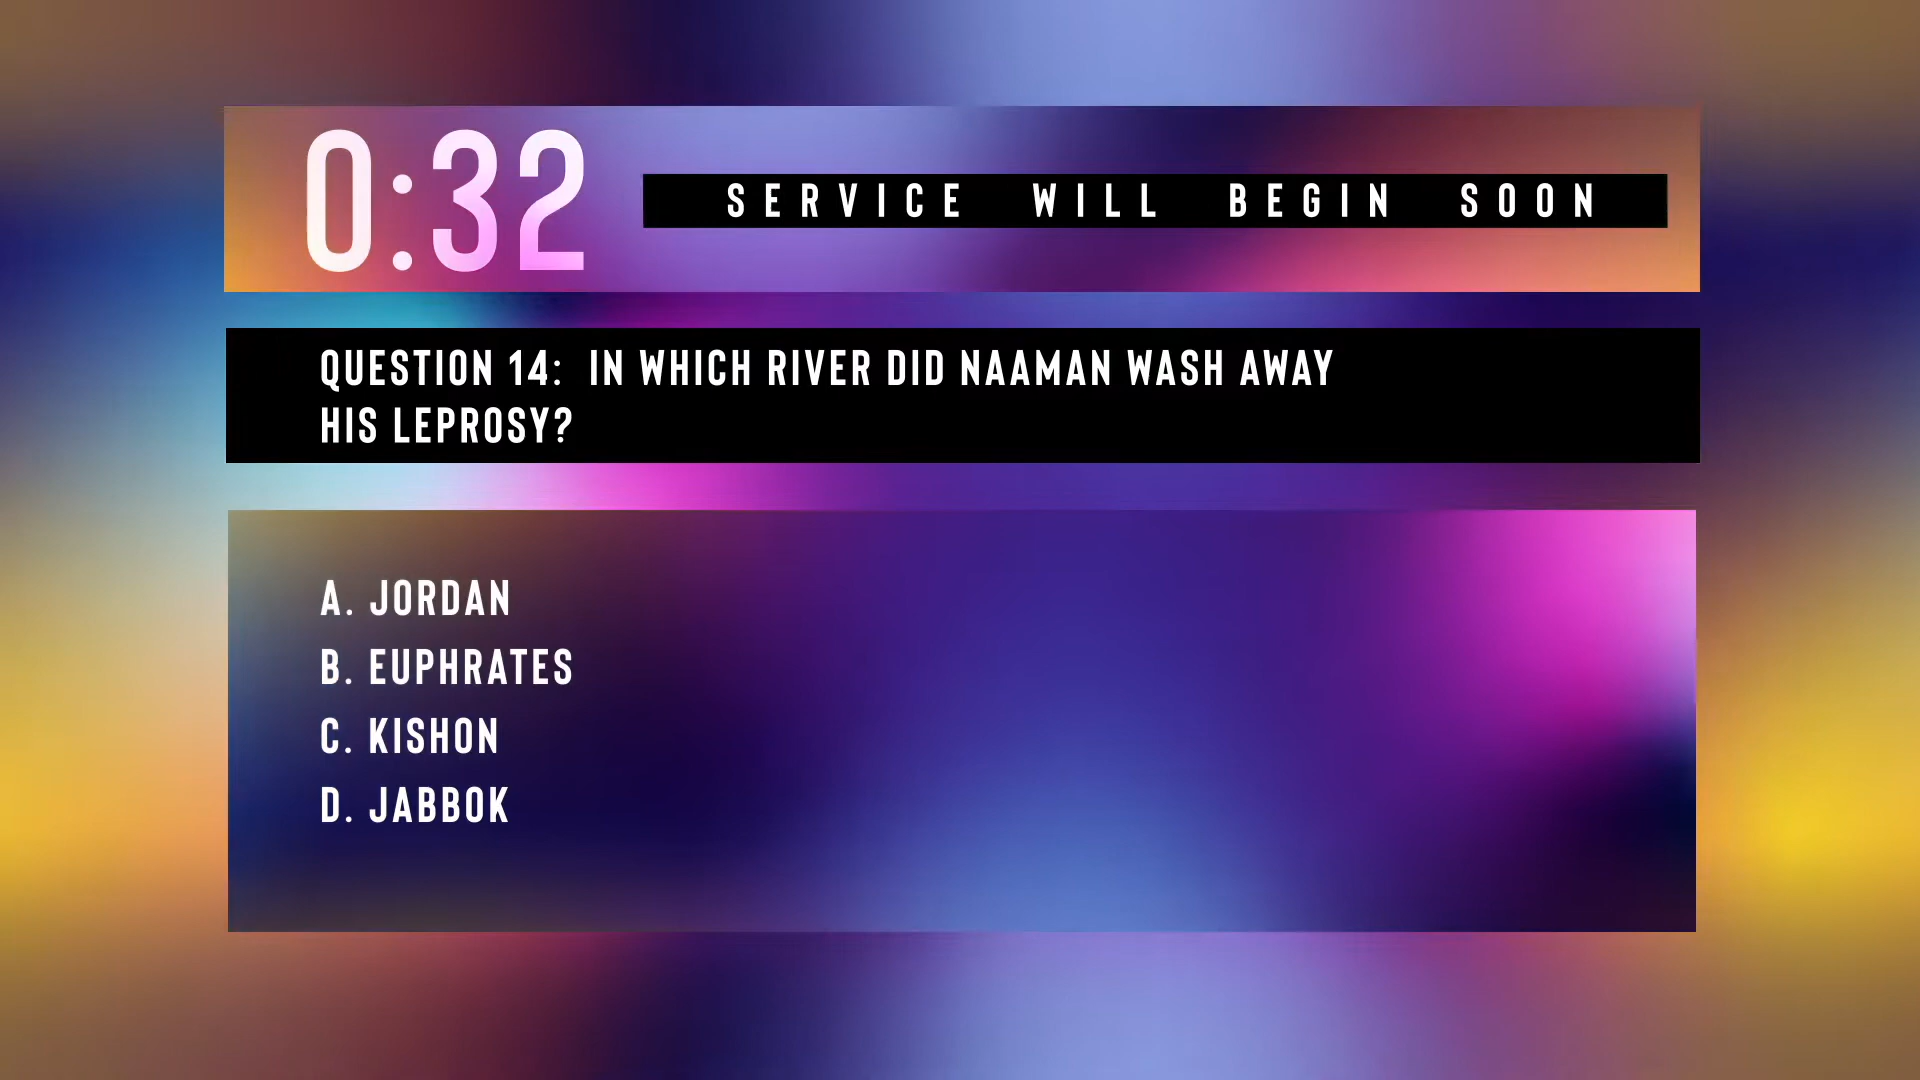 0:32
SERVICE WILL BEGIN SOON
QUESTION 14: IN WHICH RIVER DID NAAMAN WASH AWAY
HIS LEPROSY?
A. JORDAN
B. EUPHRATES
C. KISHON
D. JABBOK